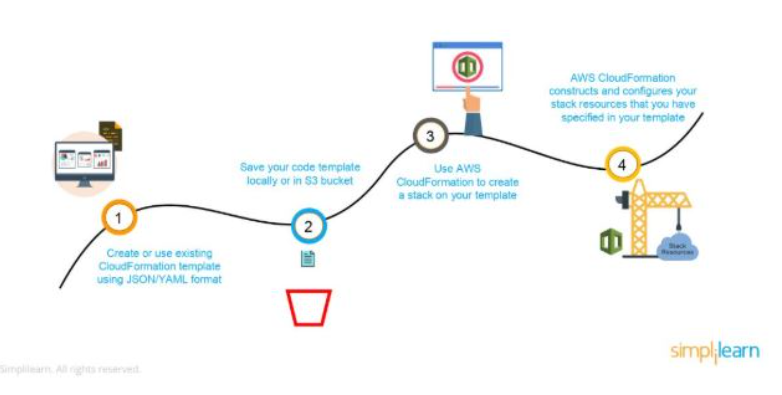 AWS CloudFormation
constructs and configures your
stack resources that you have
specified in your template
3
Save your code template
locally or in S3 bucket
Use AWS
CloudFormation to create
a stack on your template
4
1
2
Create or use existing
CloudFormation template
using JSON/YAML format
Stack
Resources
simplilearn
Simplilearn. All rights reserved.